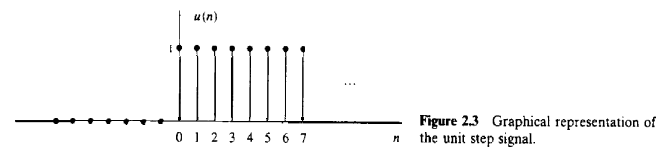 u(n)
1
...
0 1 2 3 4 5 6 7 n
Figure 2.3 Graphical representation of
the unit step signal.